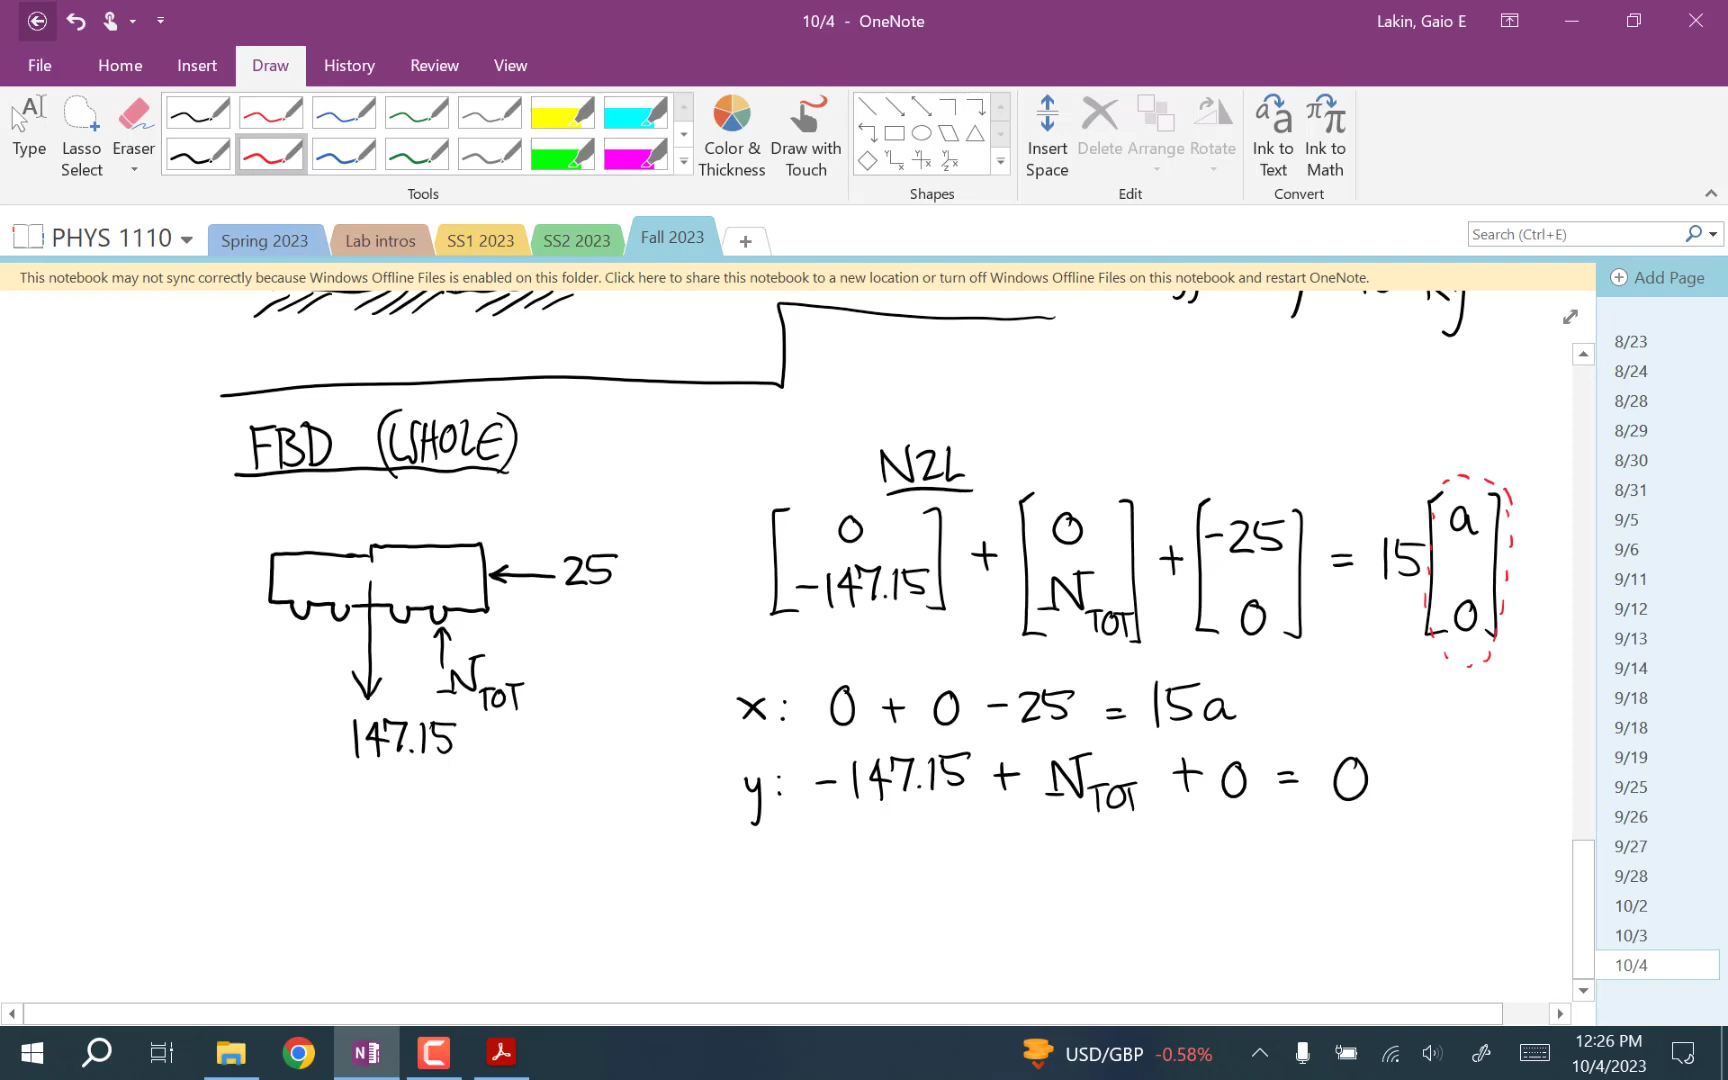 10/4 - OneNote
Lakin, Gaio E
File Home Insert Draw History Review View
Type
Lasso Select
Eraser
Color & Thickness
Draw with Touch
Insert Space
Delete
Arrange
Rotate
Ink to Text
Ink to Math
Tools Shapes Edit Convert
PHYS 1110
Spring 2023 Lab intros SS1 2023 SS2 2023 Fall 2023
Search (Ctrl+E)
This notebook may not sync correctly because Windows Offline Files is enabled on this folder. Click here to share this notebook to a new location or turn off Windows Offline Files on this notebook and restart OneNote.
Add Page
8/23
8/24
8/28
8/29
8/30
8/31
9/5
9/6
9/11
9/12
9/13
9/14
9/18
9/18
9/19
9/25
9/26
9/27
9/28
10/2
10/3
10/4
FBD (WHOLE)
25
N_TOT
147.15
N2L
[0 -147.15] + [0 N_TOT] + [-25 0] = 15 [a 0]
x: 0 + 0 - 25 = 15a
y: -147.15 + N_TOT + 0 = 0
USD/GBP -0.58%
12:26 PM
10/4/2023